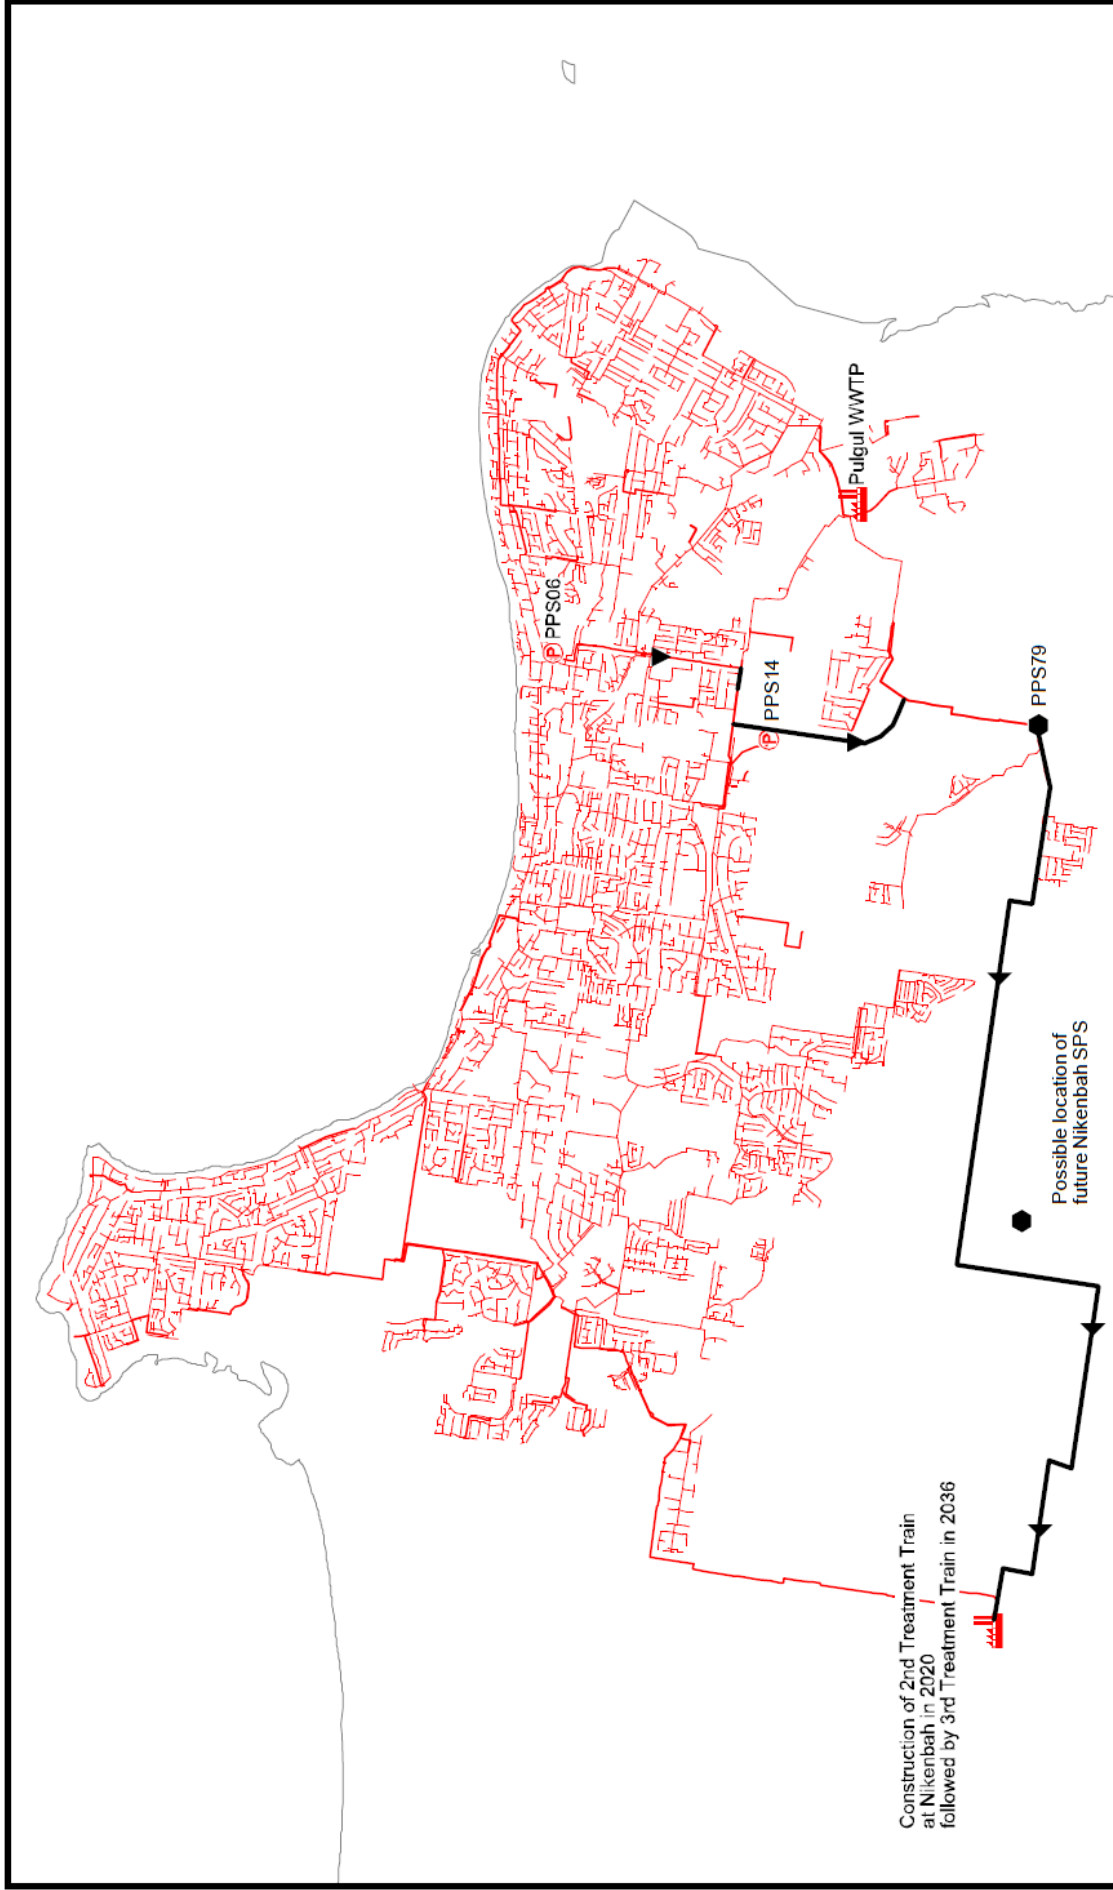 PPS06
PPS14
Pulgul WWTP
PPS79
Possible location of
future Nikenbah SPS
Construction of 2nd Treatment Train
at Nikenbah in 2020
followed by 3rd Treatment Train in 2036
P
P